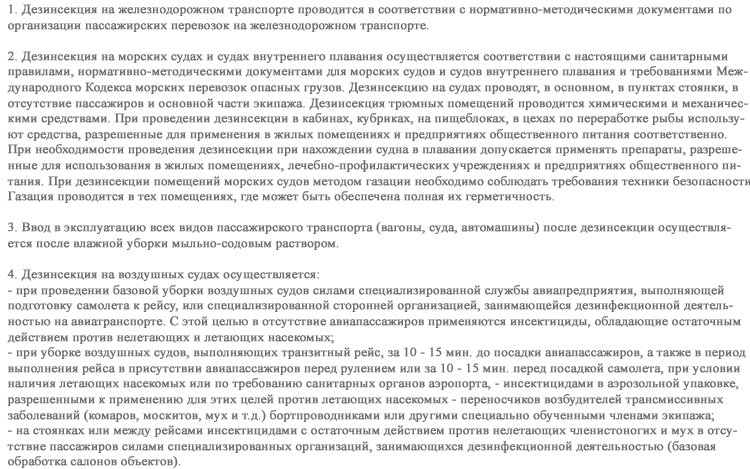 1. Дезинсекция на железнодорожном транспорте проводится в соответствии с нормативно-методическими документами по
организации пассажирских перевозок на железнодорожном транспорте.
2. Дезинсекция на морских судах и судах внутреннего плавания осуществляется соответствии с настоящими санитарными
правилами, нормативно-методическими документами для морских судов и судов внутреннего плавания и требованиями Меж-
дународного Кодекса морских перевозок опасных грузов. Дезинсекцию на судах проводят, в основном, в пунктах стоянки, в
отсутствие пассажиров и основной части экипажа. Дезинсекция трюмных помещений проводится химическими и механичес-
кими средствами. При проведении дезинсекции в кабинах, кубриках, на пищеблоках, в цехах по переработке рыбы использу-
ют средства, разрешенные для применения в жилых помещениях и предприятиях общественного питания соответственно.
При необходимости проведения дезинсекции при нахождении судна в плавании допускается применять препараты, разреше-
нные для использования в жилых помещениях, лечебно-профилактических учреждениях и предприятиях общественного пи-
тания. При дезинсекции помещений морских судов методом газации необходимо соблюдать требования техники безопасности
Газация проводится в тех помещениях, где может быть обеспечена полная их герметичность.
3. Ввод в эксплуатацию всех видов пассажирского транспорта (вагоны, суда, автомашины) после дезинсекции осуществля-
ется после влажной уборки мыльно-содовым раствором.
4. Дезинсекция на воздушных судах осуществляется:
- при проведении базовой уборки воздушных судов силами специализированной службы авиапредприятия, выполняющей
подготовку самолета к рейсу, или специализированной сторонней организацией, занимающейся дезинфекционной деятель-
ностью на авиатранспорте. С этой целью в отсутствие авиапассажиров применяются инсектициды, обладающие остаточным
действием против нелетающих и летающих насекомых;
- при уборке воздушных судов, выполняющих транзитный рейс, за 10 - 15 мин. до посадки авиапассажиров, а также в период
выполнения рейса в присутствии авиапассажиров перед рулением или за 10 - 15 мин. перед посадкой самолета, при условии
наличия летающих насекомых или по требованию санитарных органов аэропорта, - инсектицидами в аэрозольной упаковке,
разрешенными к применению для этих целей против летающих насекомых - переносчиков возбудителей трансмиссивных
заболеваний (комаров, москитов, мух и т.д.) бортпроводниками или другими специально обученными членами экипажа;
- на стоянках или между рейсами инсектицидами с остаточным действием против нелетающих членистоногих и мух в отсу-
тствие пассажиров силами специализированных организаций, занимающихся дезинфекционной деятельностью (базовая
обработка салонов объектов).